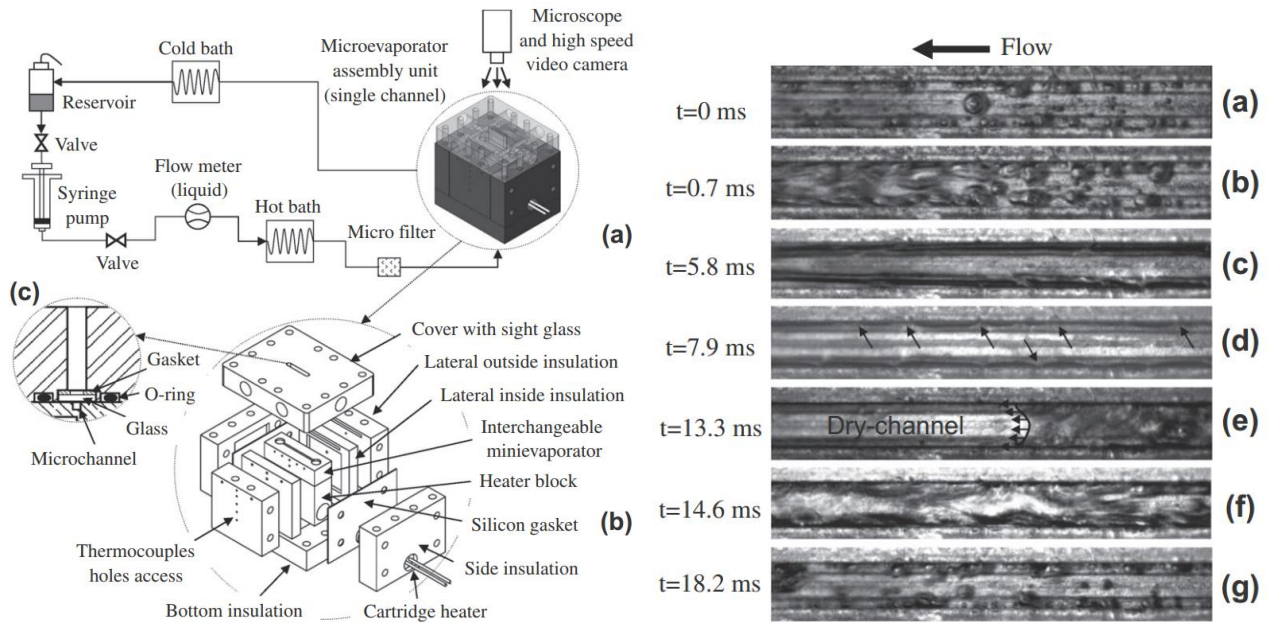 Cold bath
Reservoir
Valve
Syringe
pump
Valve
Flow meter
(liquid)
Hot bath
Micro filter
Microevaporator
assembly unit
(single channel)
Microscope
and high speed
video camera
(a)
(c)
Gasket
O-ring
Glass
Microchannel
Cover with sight glass
Lateral outside insulation
Lateral inside insulation
Interchangeable
minievaporator
Heater block
Silicon gasket
(b)
Side insulation
Cartridge heater
Bottom insulation
Thermocouples
holes access
Flow
t=0 ms
(a)
t=0.7 ms
(b)
t=5.8 ms
(c)
t=7.9 ms
(d)
t=13.3 ms
Dry-channel
(e)
t=14.6 ms
(f)
t=18.2 ms
(g)